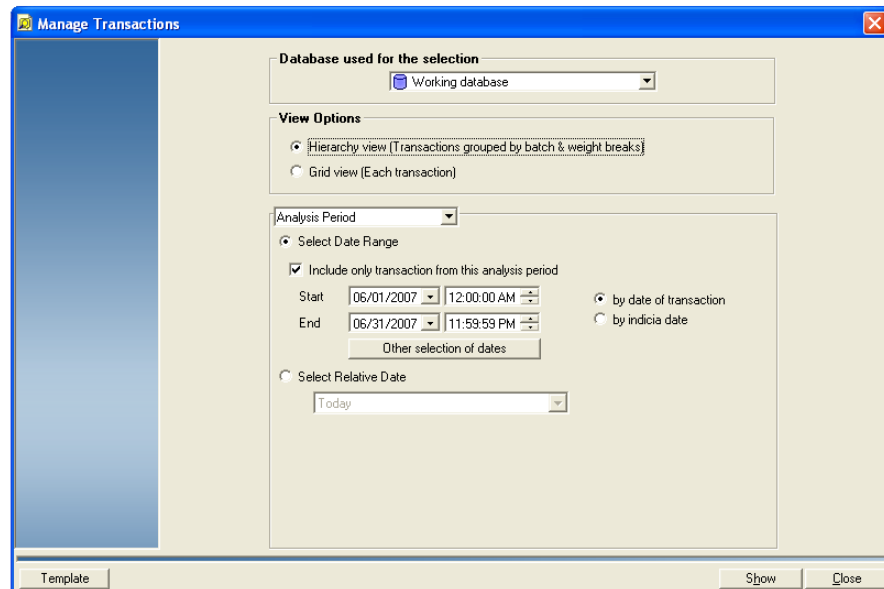 Manage Transactions
Database used for the selection
Working database
View Options
Hierarchy view (Transactions grouped by batch & weight breaks)
Grid view (Each transaction)
Analysis Period
Select Date Range
Include only transaction from this analysis period
Start 06/01/2007 12:00:00 AM by date of transaction
End 06/31/2007 11:59:59 PM by indicia date
Other selection of dates
Select Relative Date
Today
Template Show Close